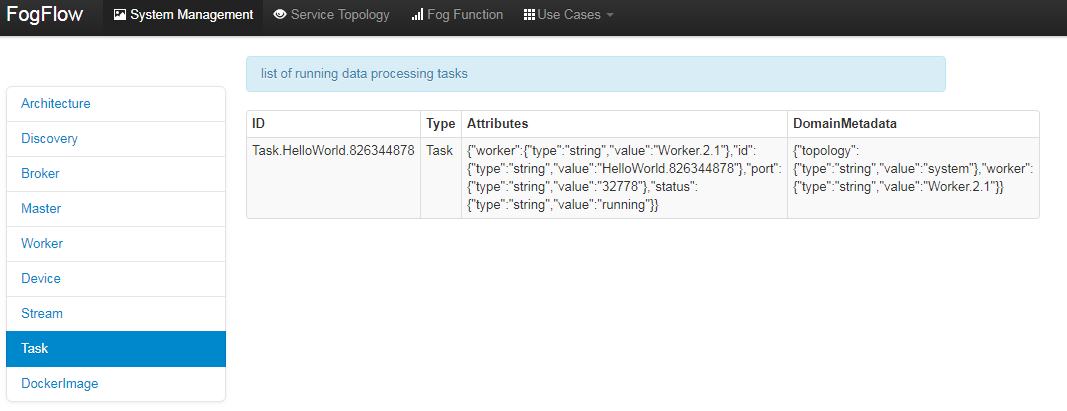 FogFlow System Management Service Topology Fog Function Use Cases
list of running data processing tasks
Architecture
Discovery
Broker
Master
Worker
Device
Stream
Task
DockerImage
ID Type Attributes DomainMetadata
Task.HelloWorld.826344878 Task {"worker":{"type":"string","value":"Worker.2.1"},"id": {"topology":
{"type":"string","value":"HelloWorld.826344878"},"port": {"type":"string","value":"system"},"worker":
{"type":"string","value":"32778"},"status": {"type":"string","value":"Worker.2.1"}}
{"type":"string","value":"running"}}